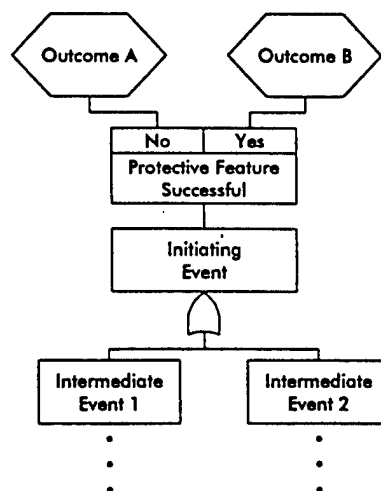 Outcome A
Outcome B
No
Yes
Protective Feature
Successful
Initiating
Event
Intermediate
Event 1
Intermediate
Event 2